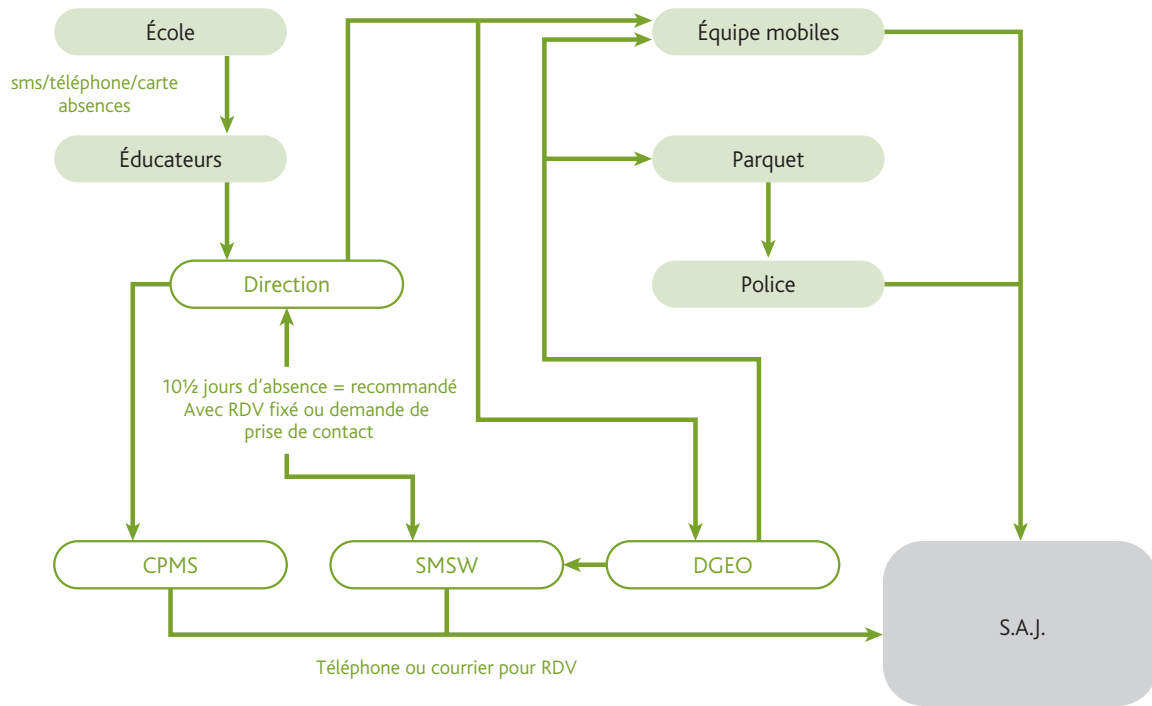 École
Équipe mobiles
sms/téléphone/carte
absences
Éducateurs
Parquet
Direction
Police
10½ jours d'absence = recommandé
Avec RDV fixé ou demande de
prise de contact
CPMS
SMSW
DGEO
S.A.J.
Téléphone ou courrier pour RDV